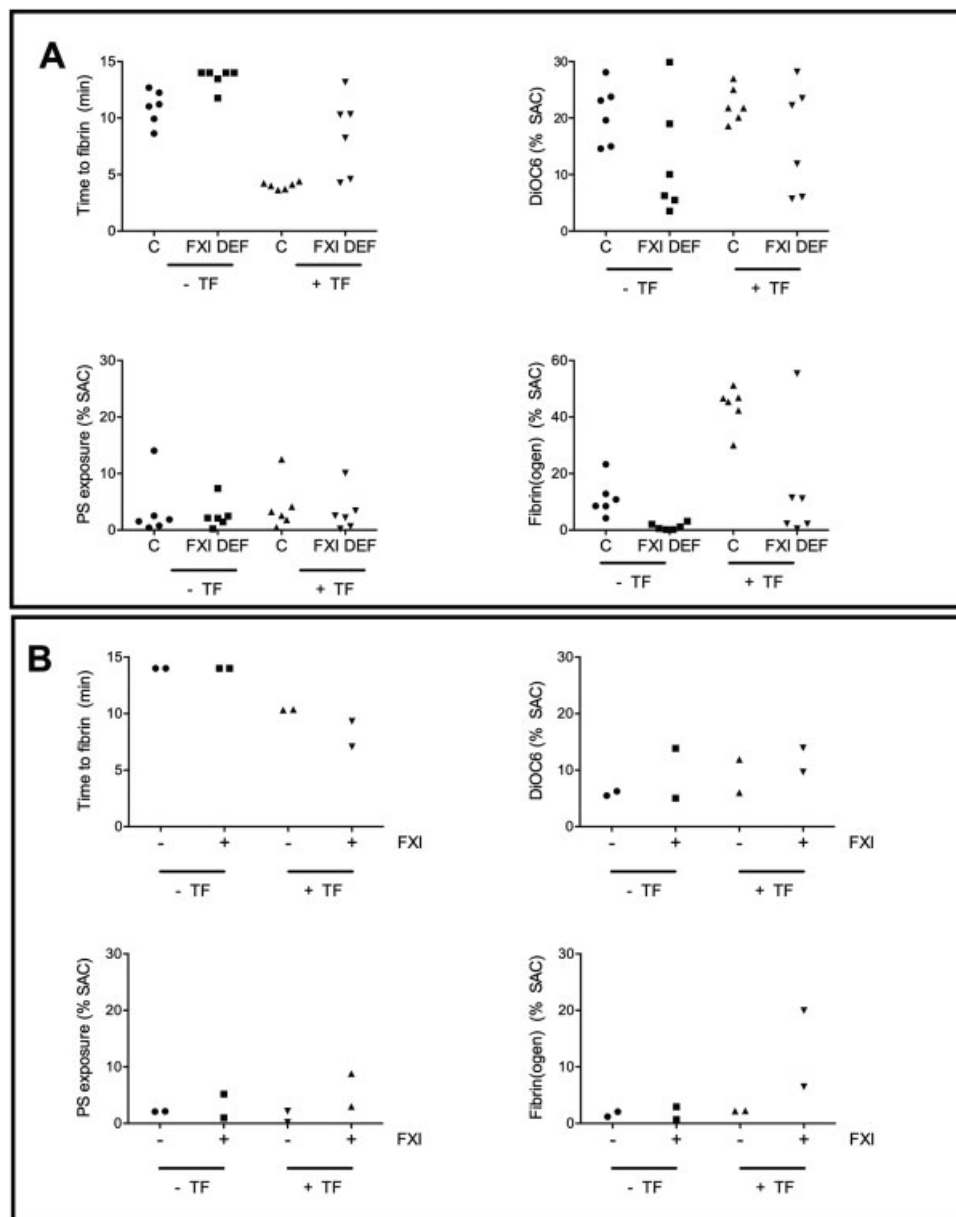 A
Time to fibrin (min)
15
10
5
0
C FXI DEF C FXI DEF
- TF + TF
DiOC6 (% SAC)
30
20
10
0
C FXI DEF C FXI DEF
- TF + TF
PS exposure (% SAC)
30
20
10
0
C FXI DEF C FXI DEF
- TF + TF
Fibrin(ogen) (% SAC)
60
40
20
0
C FXI DEF C FXI DEF
- TF + TF
B
Time to fibrin (min)
15
10
5
0
- + - + FXI
- TF + TF
DiOC6 (% SAC)
30
20
10
0
- + - + FXI
- TF + TF
PS exposure (% SAC)
30
20
10
0
- + - + FXI
- TF + TF
Fibrin(ogen) (% SAC)
30
20
10
0
- + - + FXI
- TF + TF